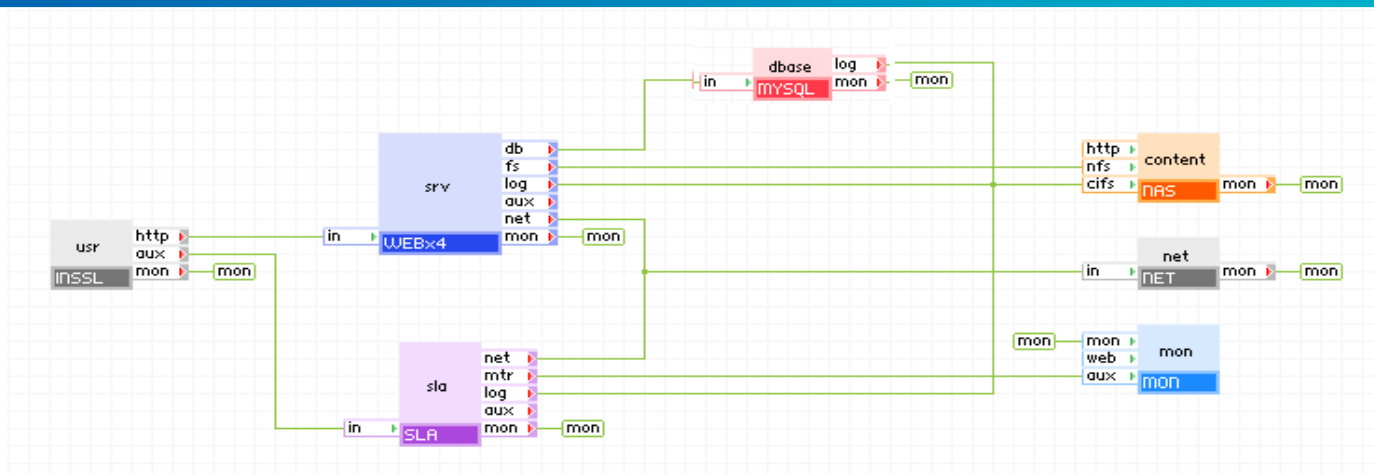 dbase
log
in
MYSQL
mon
mon
srv
db
fs
log
aux
net
in
WEBx4
mon
mon
http
nfs
cifs
content
NAS
mon
mon
usr
http
aux
INSSL
mon
mon
net
in
NET
mon
mon
sla
net
mtr
log
aux
in
SLA
mon
mon
mon
mon
web
aux
mon
MON